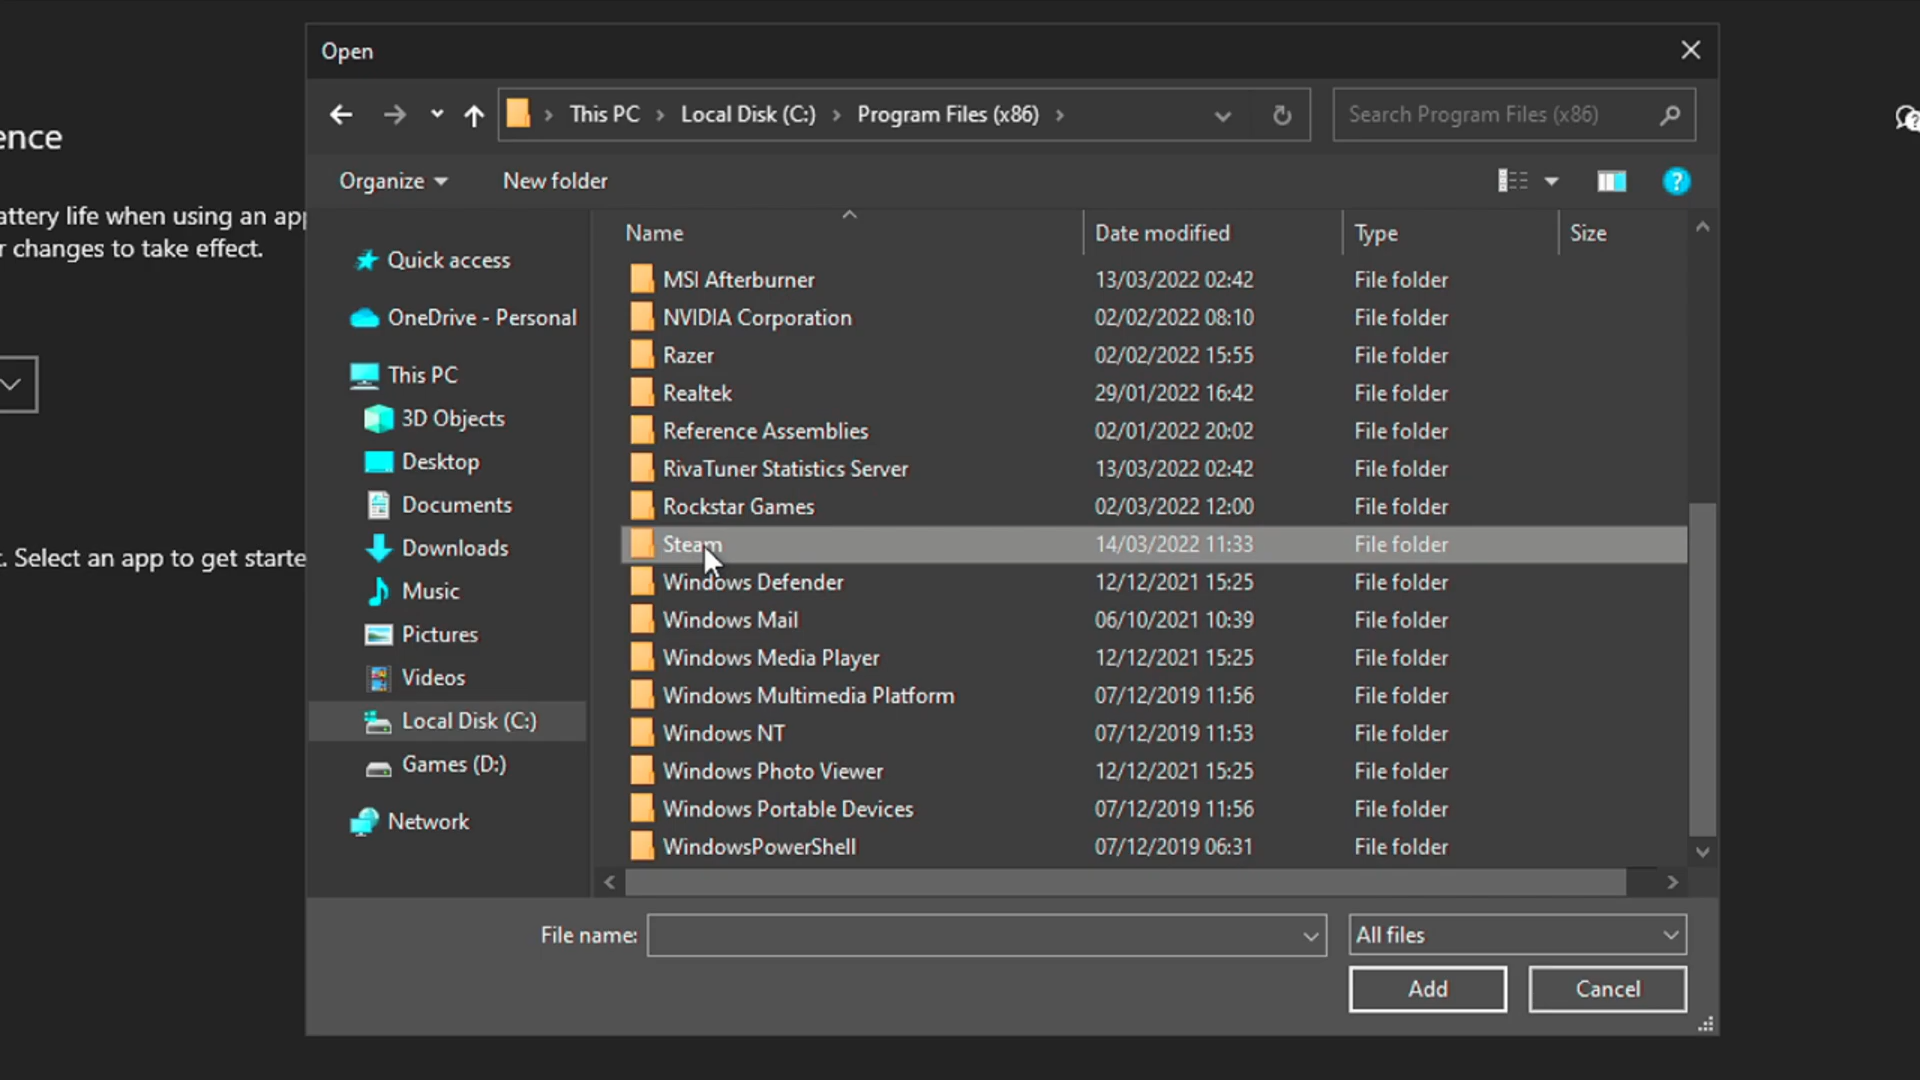 Open
This PC > Local Disk (C:) > Program Files (x86) >
Search Program Files (x86)
ence
Organize
New folder
attery life when using an app
r changes to take effect.
Name
Date modified
Type
Size
Quick access
OneDrive - Personal
This PC
3D Objects
Desktop
Documents
Downloads
Music
Pictures
Videos
Local Disk (C:)
Games (D:)
Network
. Select an app to get starte
MSI Afterburner 13/03/2022 02:42 File folder
NVIDIA Corporation 02/02/2022 08:10 File folder
Razer 02/02/2022 15:55 File folder
Realtek 29/01/2022 16:42 File folder
Reference Assemblies 02/01/2022 20:02 File folder
RivaTuner Statistics Server 13/03/2022 02:42 File folder
Rockstar Games 02/03/2022 12:00 File folder
Steam 14/03/2022 11:33 File folder
Windows Defender 12/12/2021 15:25 File folder
Windows Mail 06/10/2021 10:39 File folder
Windows Media Player 12/12/2021 15:25 File folder
Windows Multimedia Platform 07/12/2019 11:56 File folder
Windows NT 07/12/2019 11:53 File folder
Windows Photo Viewer 12/12/2021 15:25 File folder
Windows Portable Devices 07/12/2019 11:56 File folder
WindowsPowerShell 07/12/2019 06:31 File folder
File name:
All files
Add
Cancel